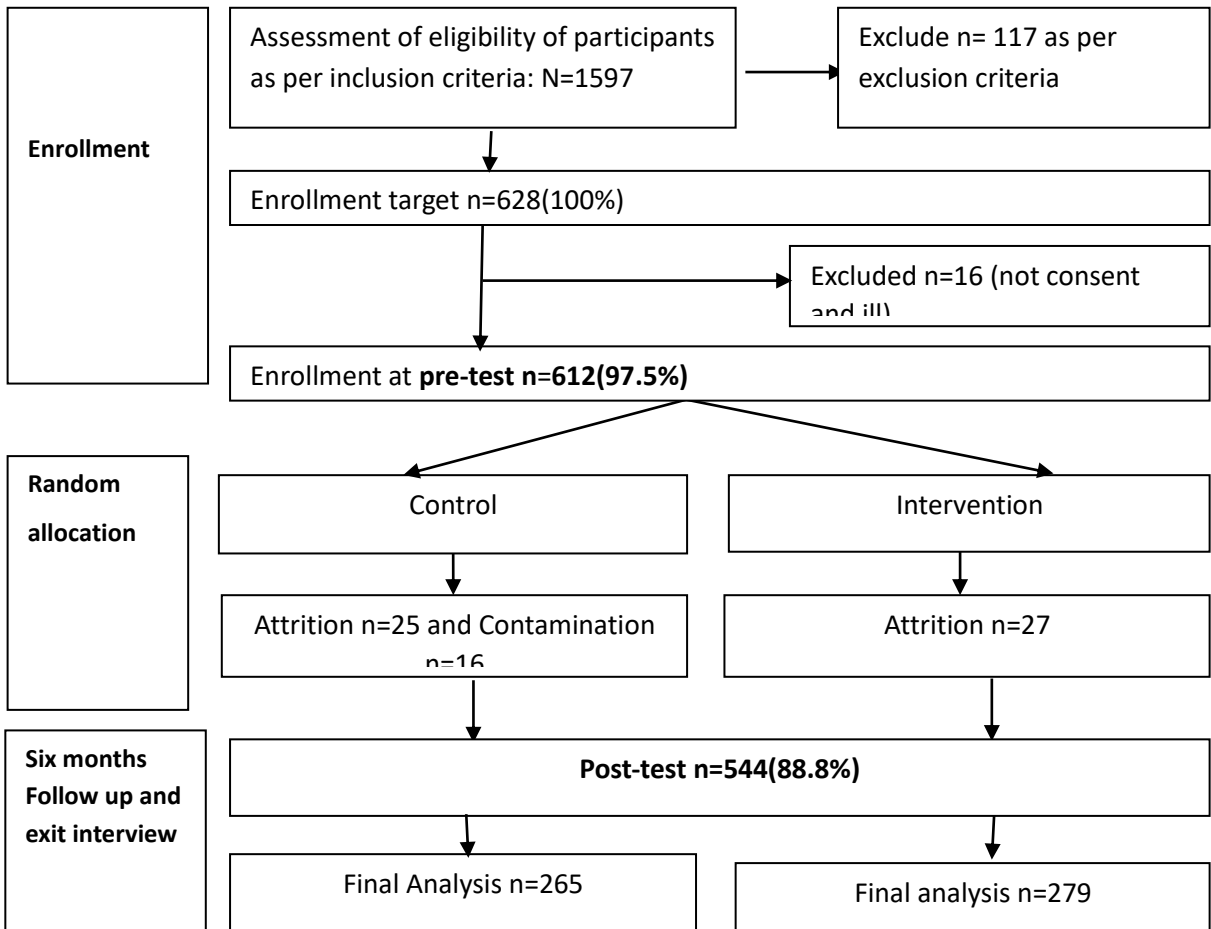 Enrollment
Assessment of eligibility of participants
as per inclusion criteria: N=1597
Exclude n= 117 as per
exclusion criteria
Enrollment target n=628(100%)
Excluded n=16 (not consent
and ill)
Enrollment at pre-test n=612(97.5%)
Random
allocation
Control
Intervention
Attrition n=25 and Contamination
n=16
Attrition n=27
Six months
Follow up and
exit interview
Post-test n=544(88.8%)
Final Analysis n=265
Final analysis n=279